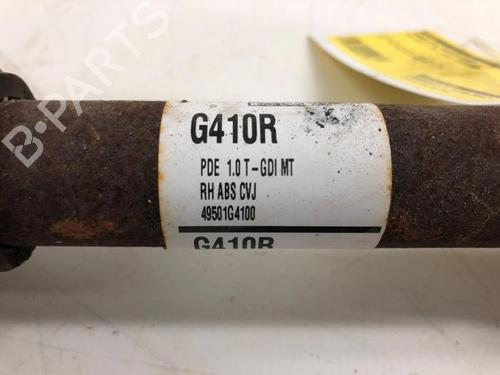 G410R
PDE 1.0 T-GDI MT
RH ABS CVJ
49501G4100
G410R
B-PARTS